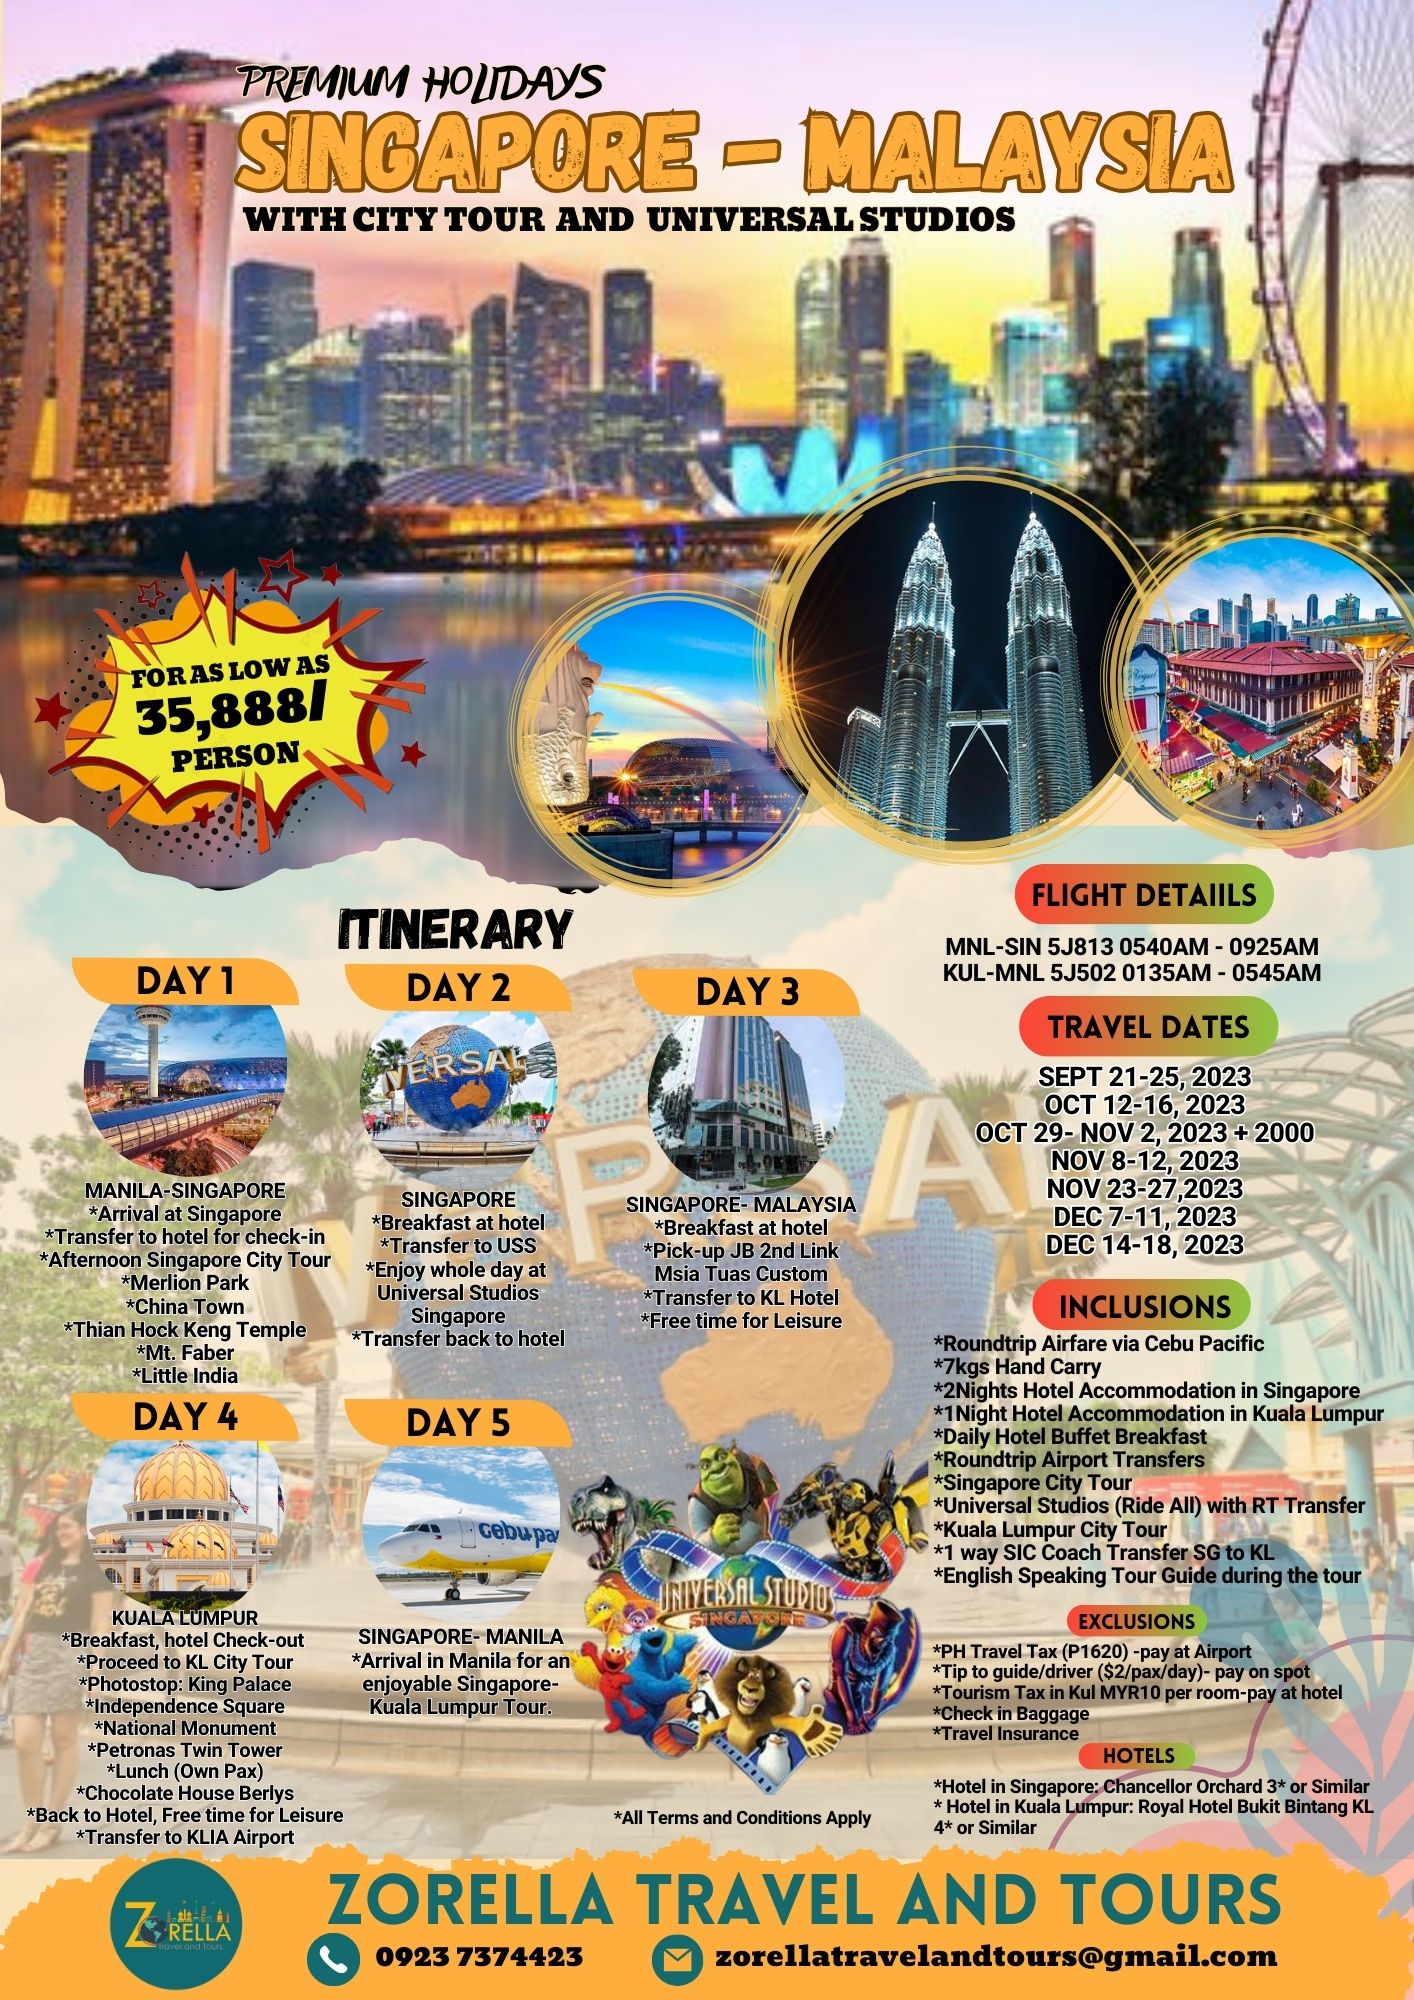 PREMIUM HOLIDAYS
SINGAPORE - MALAYSIA
WITH CITY TOUR AND UNIVERSAL STUDIOS
FOR AS LOW AS
35,888/
PERSON
ITINERARY
DAY 1
MANILA-SINGAPORE
*Arrival at Singapore
*Transfer to hotel for check-in
*Afternoon Singapore City Tour
*Merlion Park
*China Town
*Thian Hock Keng Temple
*Mt. Faber
*Little India
DAY 2
VERSAL
SINGAPORE
*Breakfast at hotel
*Transfer to USS
*Enjoy whole day at
Universal Studios
Singapore
*Transfer back to hotel
DAY 3
SINGAPORE- MALAYSIA
*Breakfast at hotel
*Pick-up JB 2nd Link
Msia Tuas Custom
*Transfer to KL Hotel
*Free time for Leisure
DAY 4
KUALA LUMPUR
*Breakfast, hotel Check-out
*Proceed to KL City Tour
*Photostop: King Palace
*Independence Square
*National Monument
*Petronas Twin Tower
*Lunch (Own Pax)
*Chocolate House Berlys
*Back to Hotel, Free time for Leisure
*Transfer to KLIA Airport
DAY 5
cebu pa
SINGAPORE- MANILA
*Arrival in Manila for an
enjoyable Singapore-
Kuala Lumpur Tour.
UNIVERSAL STUDIOS
SINGAPORE
*All Terms and Conditions Apply
FLIGHT DETAIILS
MNL-SIN 5J813 0540AM - 0925AM
KUL-MNL 5J502 0135AM - 0545AM
TRAVEL DATES
SEPT 21-25, 2023
OCT 12-16, 2023
OCT 29- NOV 2, 2023 + 2000
NOV 8-12, 2023
NOV 23-27,2023
DEC 7-11, 2023
DEC 14-18, 2023
INCLUSIONS
*Roundtrip Airfare via Cebu Pacific
*7kgs Hand Carry
*2Nights Hotel Accommodation in Singapore
*1Night Hotel Accommodation in Kuala Lumpur
*Daily Hotel Buffet Breakfast
*Roundtrip Airport Transfers
*Singapore City Tour
*Universal Studios (Ride All) with RT Transfer
*Kuala Lumpur City Tour
*1 way SIC Coach Transfer SG to KL
*English Speaking Tour Guide during the tour
EXCLUSIONS
*PH Travel Tax (P1620) -pay at Airport
*Tip to guide/driver ($2/pax/day)- pay on spot
*Tourism Tax in Kul MYR10 per room-pay at hotel
*Check in Baggage
*Travel Insurance
HOTELS
*Hotel in Singapore: Chancellor Orchard 3* or Similar
* Hotel in Kuala Lumpur: Royal Hotel Bukit Bintang KL
4* or Similar
ZORELLA
Travel and Tours
ZORELLA TRAVEL AND TOURS
0923 7374423
zorellatravelandtours@gmail.com